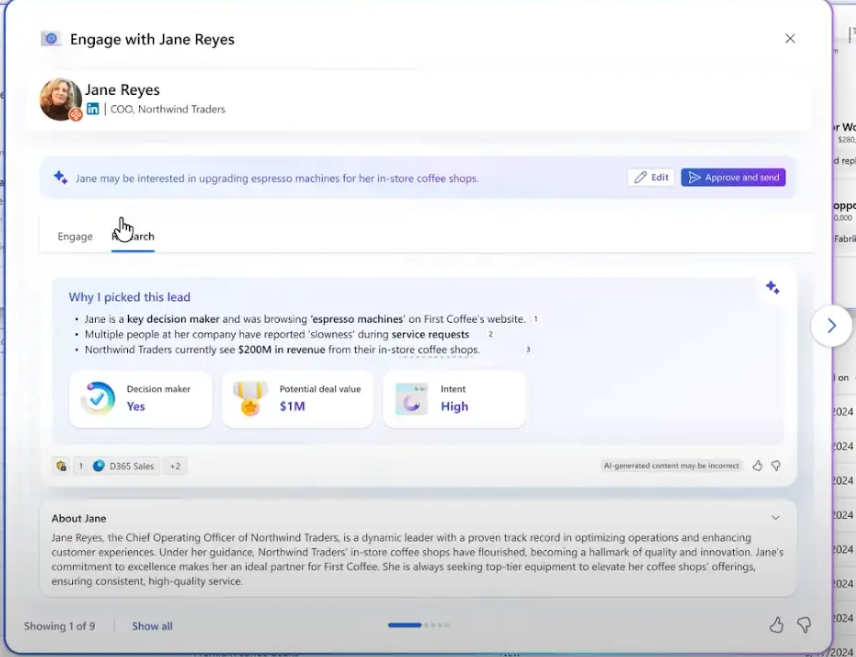 Engage with Jane Reyes
Jane Reyes
in | COO, Northwind Traders
Jane may be interested in upgrading espresso machines for her in-store coffee shops.
Edit
Approve and send
Engage
Why I picked this lead
• Jane is a key decision maker and was browsing 'espresso machines' on First Coffee's website. 1
• Multiple people at her company have reported 'slowness' during service requests 2
• Northwind Traders currently see $200M in revenue from their in-store coffee shops. 3
Decision maker
Yes
Potential deal value
$1M
Intent
High
1
D365 Sales
+2
AI-generated content may be incorrect
About Jane
Jane Reyes, the Chief Operating Officer of Northwind Traders, is a dynamic leader with a proven track record in optimizing operations and enhancing
customer experiences. Under her guidance, Northwind Traders' in-store coffee shops have flourished, becoming a hallmark of quality and innovation. Jane's
commitment to excellence makes her an ideal partner for First Coffee. She is always seeking top-tier equipment to elevate her coffee shops' offerings,
ensuring consistent, high-quality service.
Showing 1 of 9
Show all
$280,
Fabrik
on
2024
2024
2024
2024
2024
2024
2024
2024